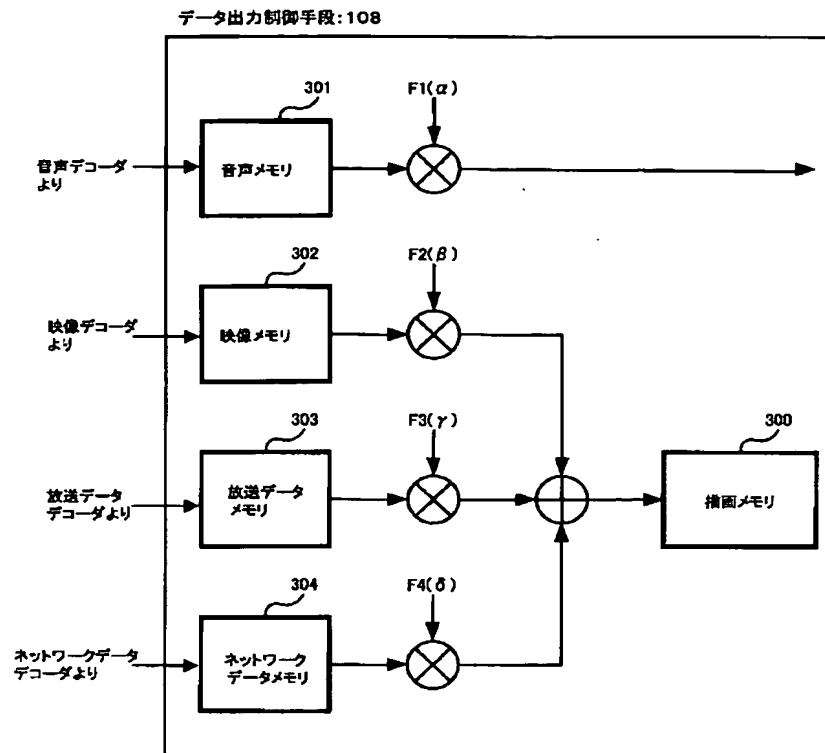 データ出力制御手段:108
301
F1(α)
音声デコーダ
より
音声メモリ
302
F2(β)
映像デコーダ
より
映像メモリ
303
F3(γ)
300
放送データ
デコーダより
放送データ
メモリ
描画メモリ
304
F4(δ)
ネットワークデータ
デコーダより
ネットワーク
データメモリ